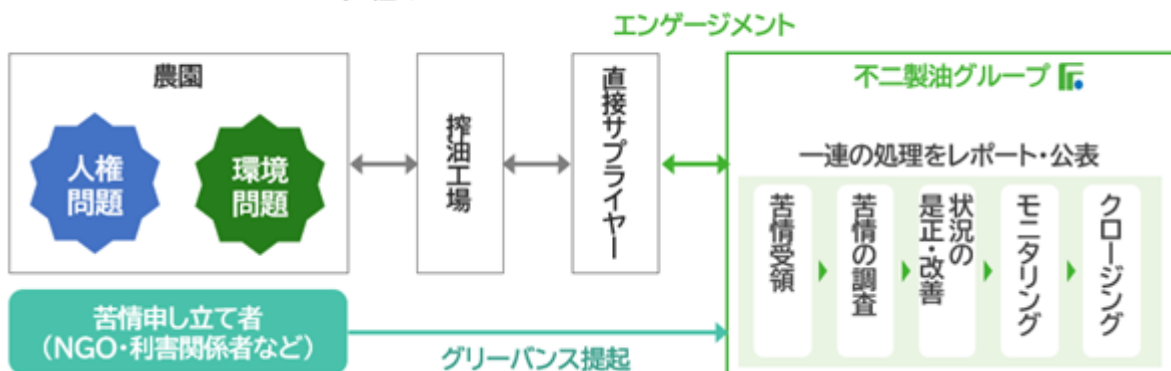 エンゲージメント
農園
人権
問題
環境
問題
搾油工場
直接サプライヤー
不二製油グループ
一連の処理をレポート・公表
苦情受領
苦情の調査
状況の
是正・改善
モニタリング
クロージング
苦情申し立て者
（NGO・利害関係者など）
グリーバンス提起